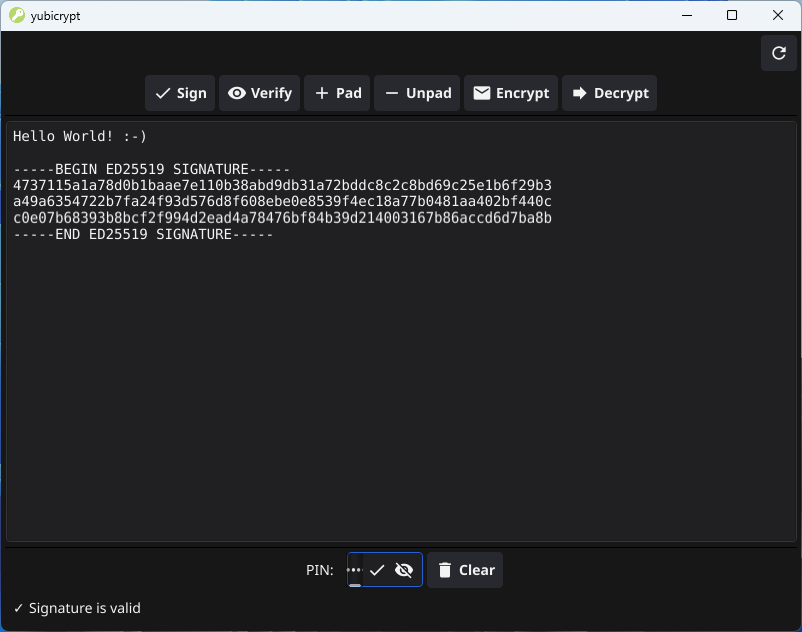 yubicrypt
Sign Verify Pad Unpad Encrypt Decrypt
Hello World! :-)
-----BEGIN ED25519 SIGNATURE-----
4737115a1a78d0b1baae7e110b38abd9db31a72bddc8c2c8bd69c25e1b6f29b3
a49a6354722b7fa24f93d576d8f608ebe0e8539f4ec18a77b0481aa402bf440c
c0e07b68393b8bcf2f994d2ead4a78476bf84b39d214003167b86accd6d7ba8b
-----END ED25519 SIGNATURE-----
PIN: Clear
✓ Signature is valid